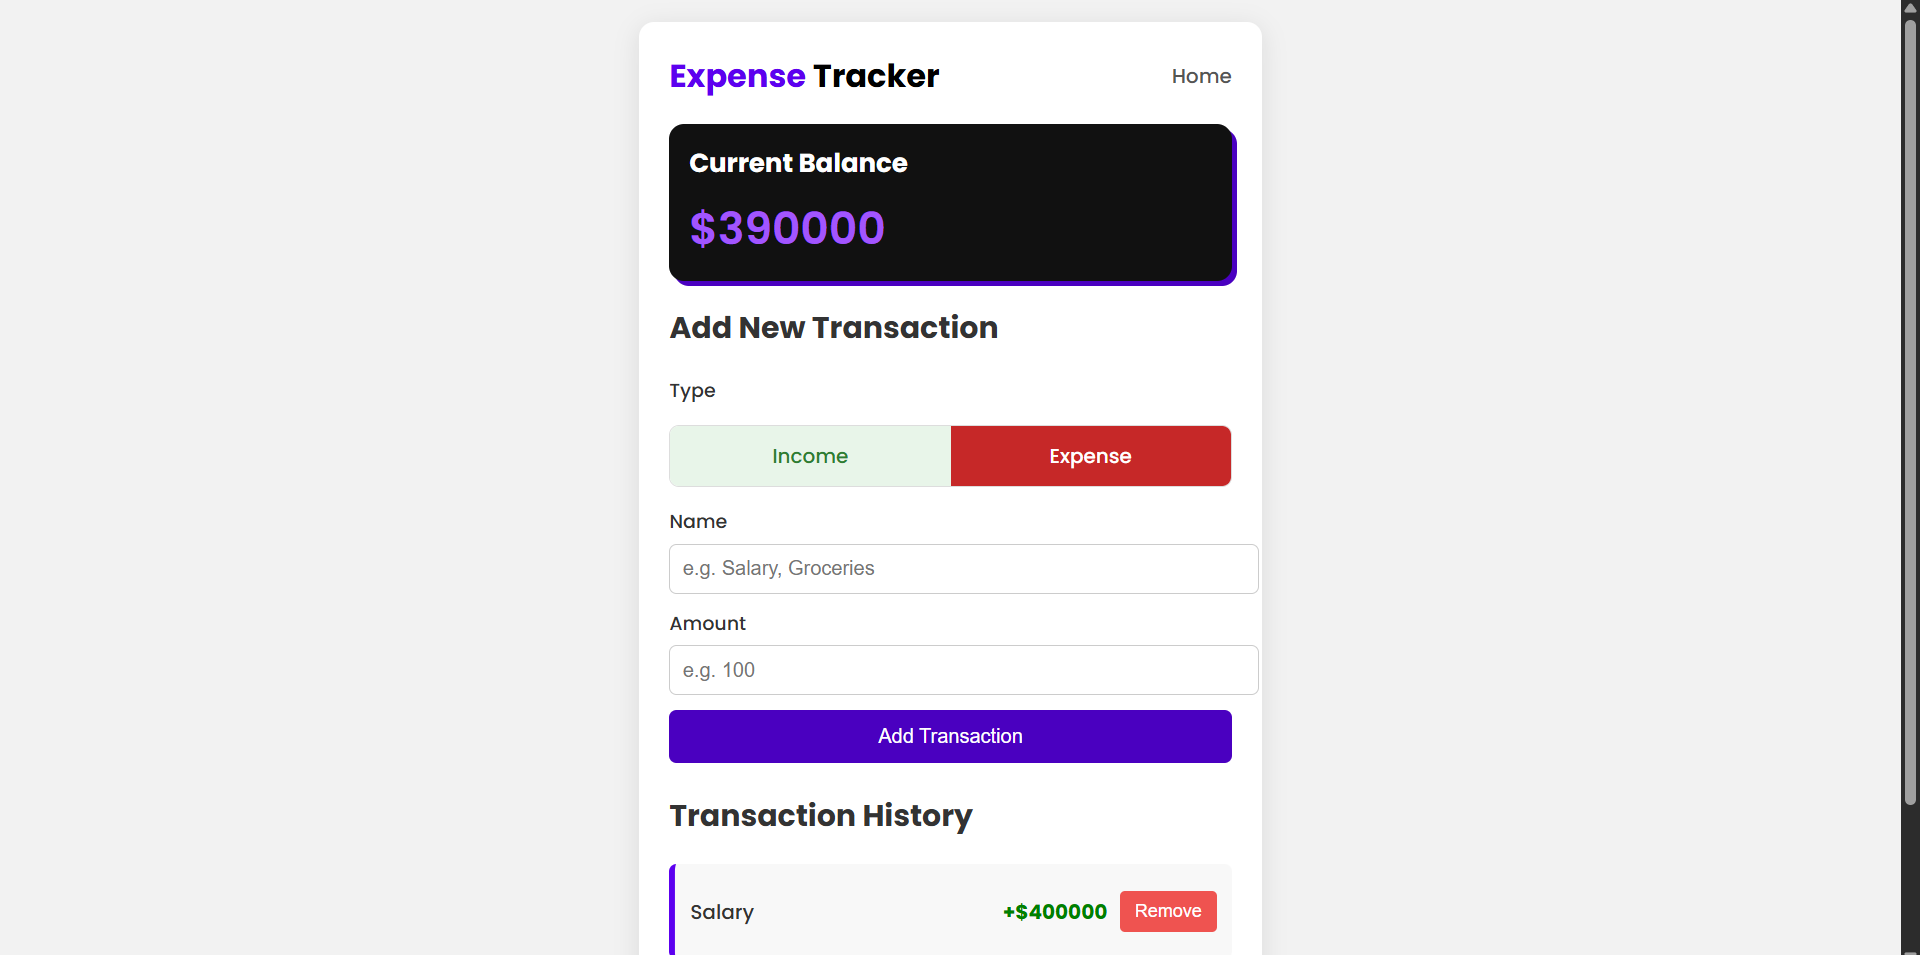 Expense Tracker Home
Current Balance
$390000
Add New Transaction
Type
Income Expense
Name
e.g. Salary, Groceries
Amount
e.g. 100
Add Transaction
Transaction History
Salary +$400000 Remove